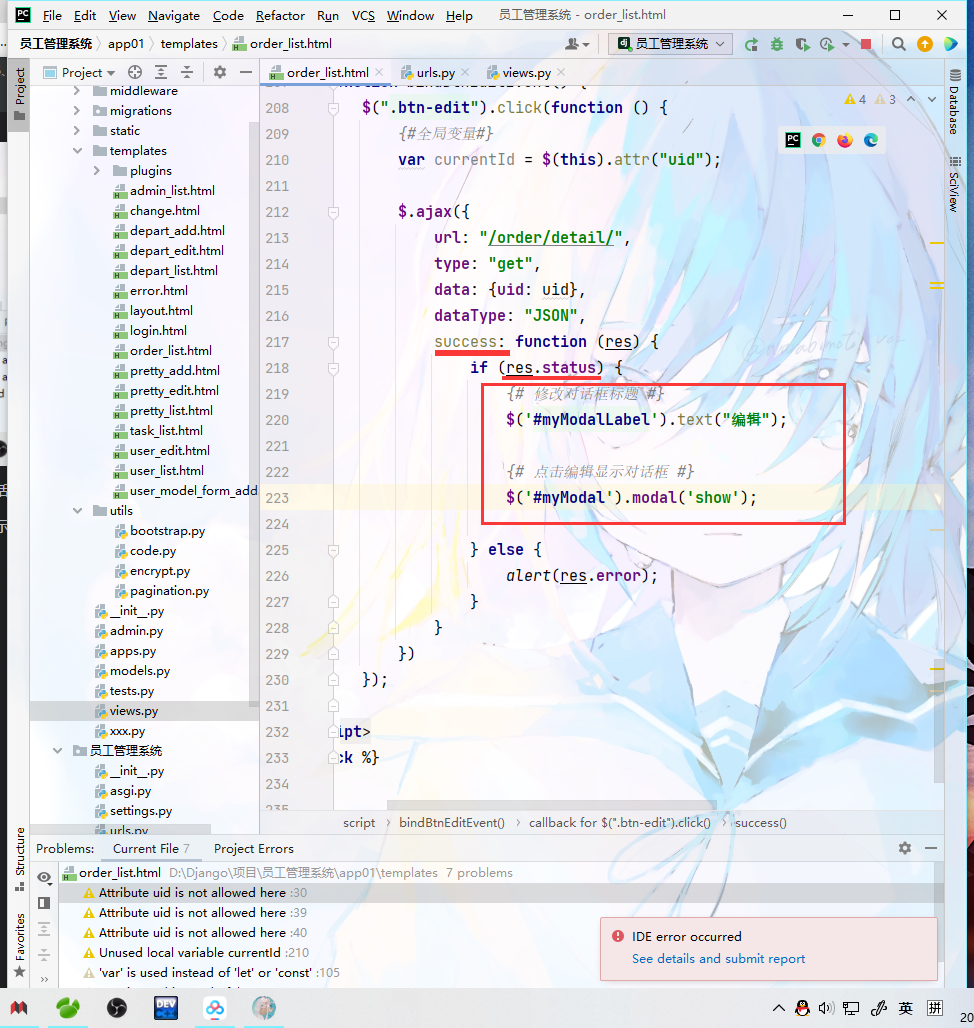 File Edit View Navigate Code Refactor Run VCS Window Help 员工管理系统 - order_list.html
员工管理系统 app01 templates order_list.html 员工管理系统
Project order_list.html urls.py views.py
middleware
migrations
static
templates
plugins
admin_list.html
change.html
depart_add.html
depart_edit.html
depart_list.html
error.html
layout.html
login.html
order_list.html
pretty_add.html
pretty_edit.html
pretty_list.html
task_list.html
user_edit.html
user_list.html
user_model_form_add
utils
bootstrap.py
code.py
encrypt.py
pagination.py
__init__.py
admin.py
apps.py
models.py
tests.py
views.py
xxx.py
员工管理系统
__init__.py
asgi.py
settings.py
urls.py
Project
Structure
Favorites
Database
SciView
4 3
208 $(".btn-edit").click(function () {
209 {#全局变量#}
210 var currentId = $(this).attr("uid");
211
212 $.ajax({
213 url: "/order/detail/",
214 type: "get",
215 data: {uid: uid},
216 dataType: "JSON",
217 success: function (res) {
218 if (res.status) {
219 {# 修改对话框标题 #}
220 $('#myModalLabel').text("编辑");
221
222 {# 点击编辑显示对话框 #}
223 $('#myModal').modal('show');
224
225 } else {
226 alert(res.error);
227 }
228 }
229 })
230 });
231
232 ipt>
233 ck %}
234
235
script bindBtnEditEvent() callback for $(".btn-edit").click() success()
Problems: Current File 7 Project Errors
order_list.html D:\Django\项目\员工管理系统\app01\templates 7 problems
Attribute uid is not allowed here :30
Attribute uid is not allowed here :39
Attribute uid is not allowed here :40
Unused local variable currentId :210
'var' is used instead of 'let' or 'const' :105
IDE error occurred
See details and submit report
DEV
英 拼
20